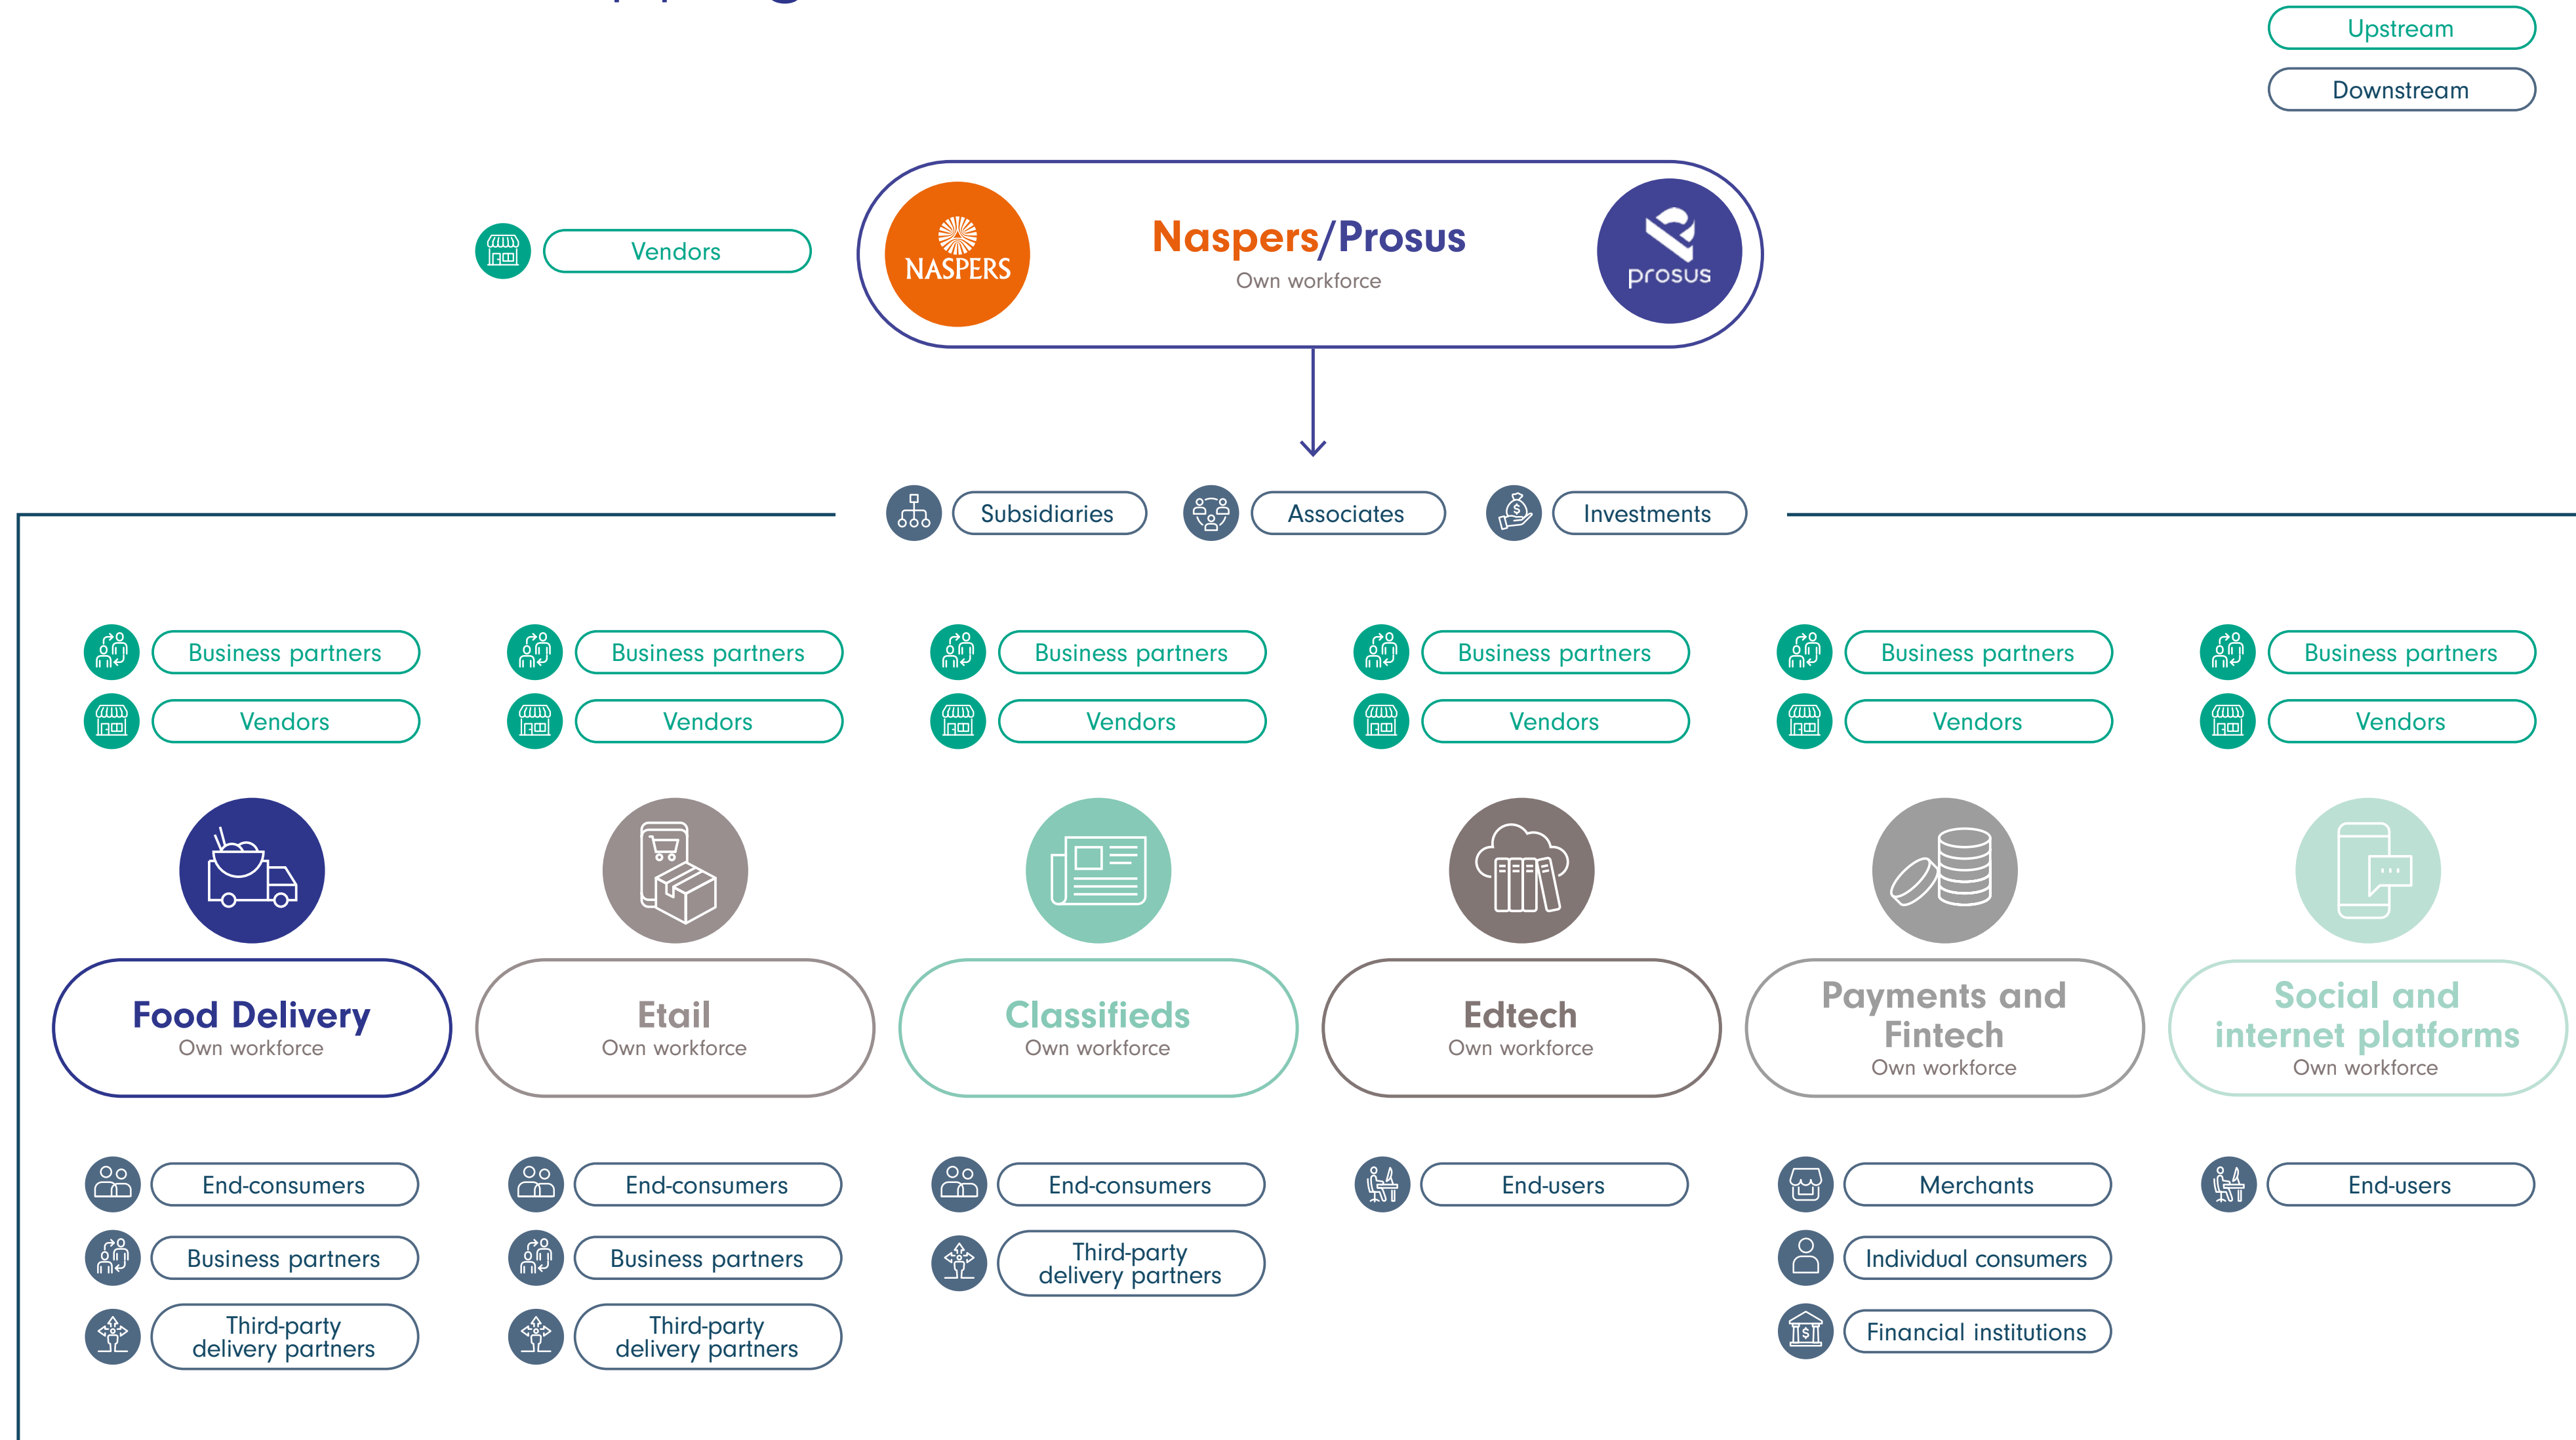 Upstream
Downstream
Vendors
NASPERS
Naspers/Prosus
Own workforce
prosus
Subsidiaries
Associates
Investments
Business partners
Business partners
Business partners
Business partners
Business partners
Business partners
Vendors
Vendors
Vendors
Vendors
Vendors
Vendors
Food Delivery
Own workforce
Etail
Own workforce
Classifieds
Own workforce
Edtech
Own workforce
Payments and
Fintech
Own workforce
Social and
internet platforms
Own workforce
End-consumers
End-consumers
End-consumers
End-users
Merchants
End-users
Business partners
Business partners
Third-party
delivery partners
Individual consumers
Third-party
delivery partners
Third-party
delivery partners
Financial institutions